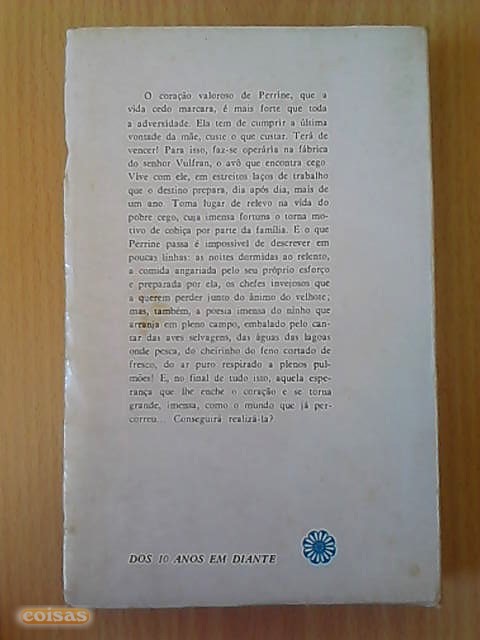 O coração valoroso de Perrine, que a
vida cedo marcara, é mais forte que toda
a adversidade. Ela tem de cumprir a última
vontade da mãe, custe o que custar. Terá de
vencer! Para isso, faz-se operária na fábrica
do senhor Vulfran, o avô que encontra cego.
Vive com ele, em estreitos laços de trabalho
que o destino prepara, dia após dia, mais de
um ano. Toma lugar de relevo na vida do
pobre cego, cuja imensa fortuna o torna mo-
tivo de cobiça por parte da família. E o que
Perrine passa é impossível de descrever em
poucas linhas: as noites dormidas ao relento,
a comida angariada pelo seu próprio esforço
e preparada por ela, os chefes invejosos que
a querem perder junto do ânimo do velhote;
mas, também, a poesia imensa do ninho que
arranja em pleno campo, embalado pelo can-
tar das aves selvagens, das águas das lagoas
onde pesca, do cheirinho do feno cortado de
fresco, do ar puro respirado a plenos pul-
mões! E, no final de tudo isto, aquela espe-
rança que lhe enche o coração e se torna
grande, imensa, como o mundo que já per-
correu... Conseguirá realizá-la?
DOS 10 ANOS EM DIANTE
coisas